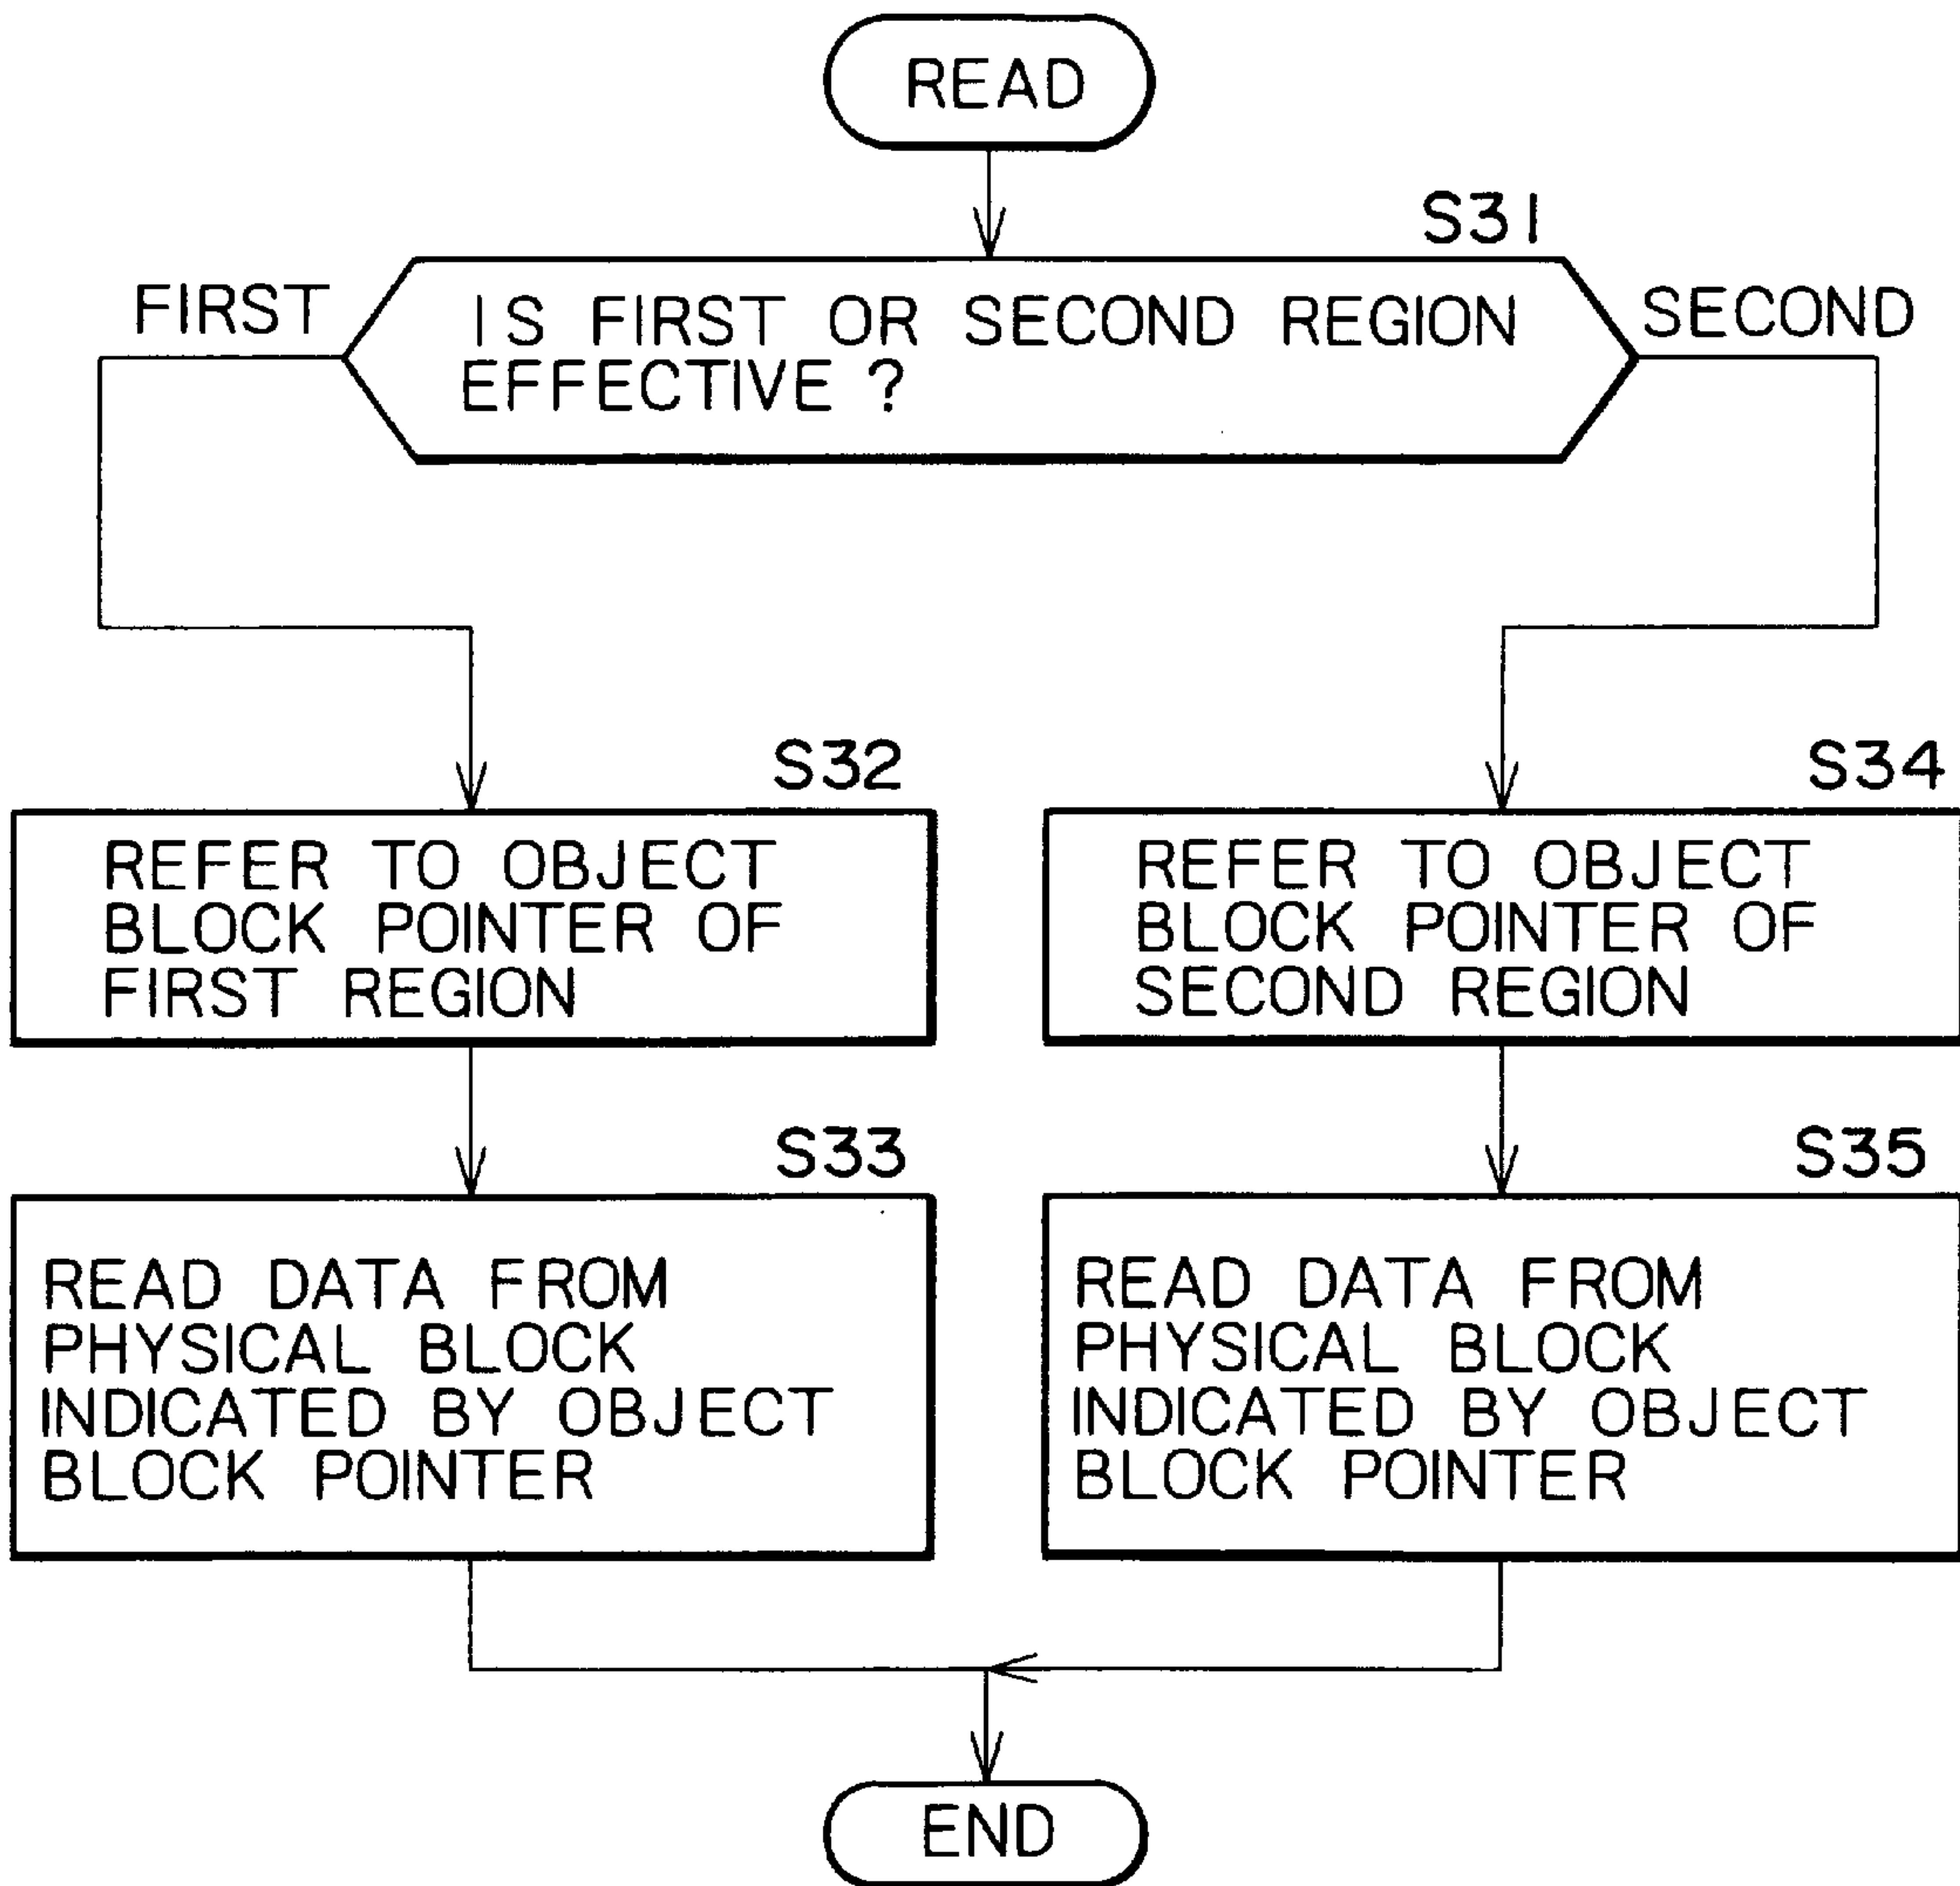 READ
S31
FIRST
IS FIRST OR SECOND REGION
EFFECTIVE ?
SECOND
S32
REFER TO OBJECT
BLOCK POINTER OF
FIRST REGION
S34
REFER TO OBJECT
BLOCK POINTER OF
SECOND REGION
S33
READ DATA FROM
PHYSICAL BLOCK
INDICATED BY OBJECT
BLOCK POINTER
S35
READ DATA FROM
PHYSICAL BLOCK
INDICATED BY OBJECT
BLOCK POINTER
END